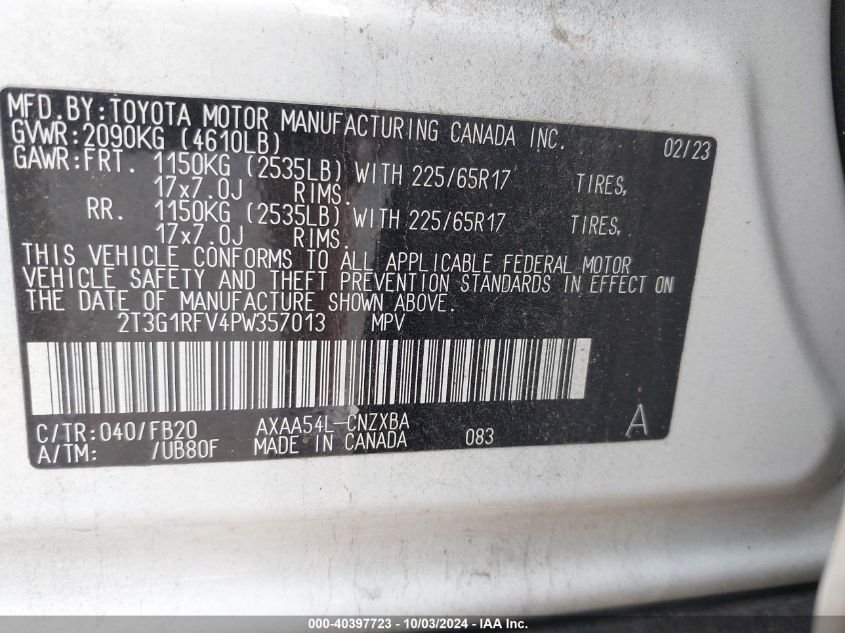 MFD.BY:TOYOTA MOTOR MANUFACTURING CANADA INC. 02/23
GVWR:2090KG (4610LB)
GAWR:FRT. 1150KG (2535LB) WITH 225/65R17 TIRES,
17x7.0J RIMS.
RR. 1150KG (2535LB) WITH 225/65R17 TIRES,
17x7.0J RIMS.
THIS VEHICLE CONFORMS TO ALL APPLICABLE FEDERAL MOTOR
VEHICLE SAFETY AND THEFT PREVENTION STANDARDS IN EFFECT ON
THE DATE OF MANUFACTURE SHOWN ABOVE.
2T3G1RFV4PW357013 MPV
C/TR:040/FB20 AXAA54L-CNZXBA A
A/TM: /UB80F MADE IN CANADA 083
000-40397723 - 10/03/2024 - IAA Inc.